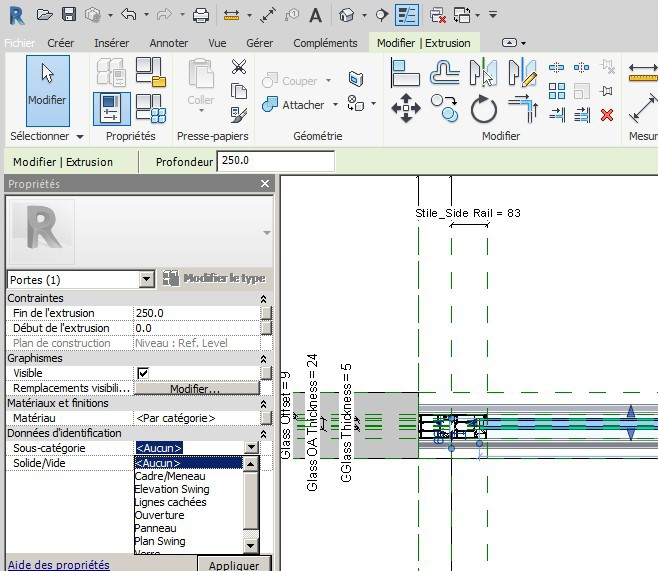 Fichier Créer Insérer Annoter Vue Gérer Compléments Modifier | Extrusion
Modifier
Coller
Couper
Attacher
Sélectionner Propriétés Presse-papiers Géométrie Modifier Mesur
Modifier | Extrusion Profondeur 250.0
Propriétés
Portes (1) Modifier le type
Contraintes
Fin de l'extrusion 250.0
Début de l'extrusion 0.0
Plan de construction Niveau : Ref. Level
Graphismes
Visible
Remplacements visibili... Modifier...
Matériaux et finitions
Matériau <Par catégorie>
Données d'identification
Sous-catégorie <Aucun>
Solide/Vide <Aucun>
Cadre/Meneau
Elevation Swing
Lignes cachées
Ouverture
Panneau
Plan Swing
Verre
Aide des propriétés Appliquer
Stile_Side Rail = 83
Glass Offset = 9
Glass OA Thickness = 24
GGlass Thickness = 5